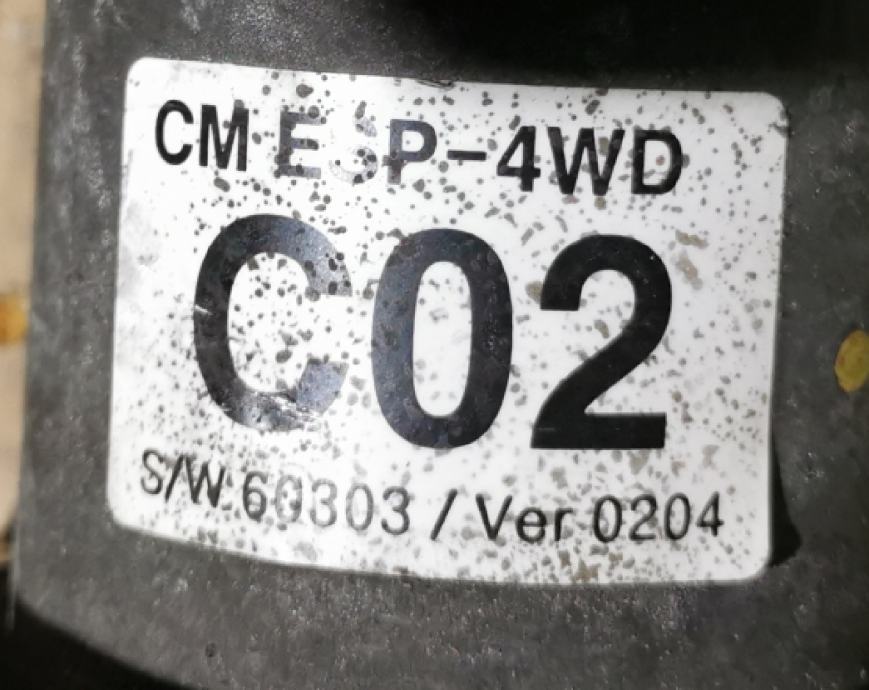 CM ESP-4WD
C02
S/W 60303 / Ver 0204